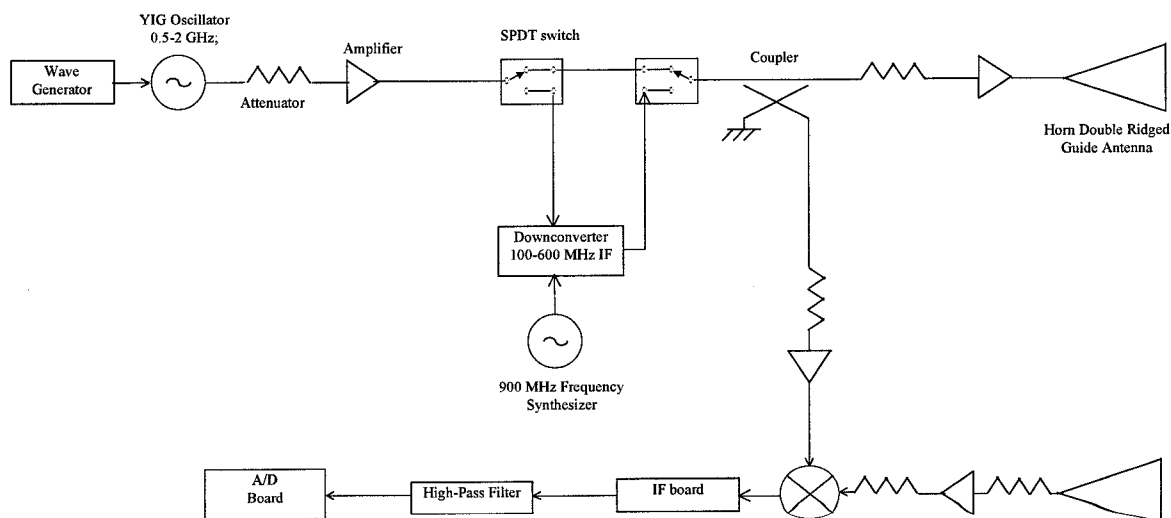 YIG Oscillator
0.5-2 GHz;
Wave
Generator
Attenuator
Amplifier
SPDT switch
Coupler
Horn Double Ridged
Guide Antenna
Downconverter
100-600 MHz IF
900 MHz Frequency
Synthesizer
A/D
Board
High-Pass Filter
IF board